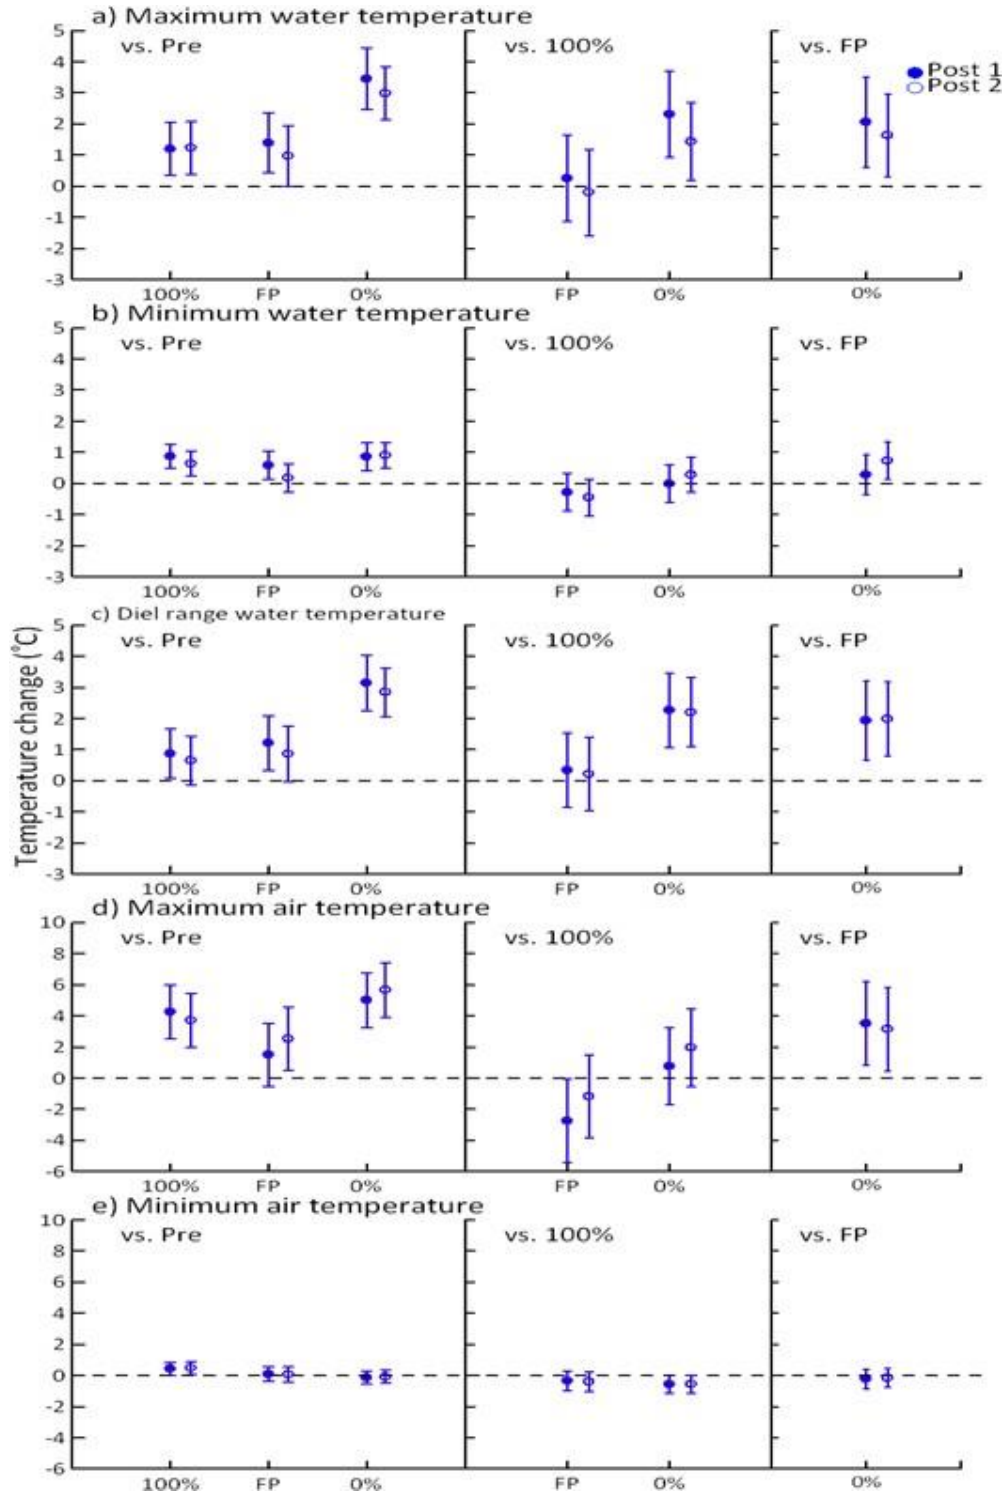 a) Maximum water temperature
5 vs. Pre vs. 100% vs. FP
4 Post 1
3 Post 2
2
1
0
-1
-2
-3
100% FP 0% FP 0% 0%
b) Minimum water temperature
5 vs. Pre vs. 100% vs. FP
4
3
2
1
0
-1
-2
-3
100% FP 0% FP 0% 0%
c) Diel range water temperature
5 vs. Pre vs. 100% vs. FP
4
3
2
1
0
-1
-2
-3
Temperature change (°C)
100% FP 0% FP 0% 0%
d) Maximum air temperature
10 vs. Pre vs. 100% vs. FP
8
6
4
2
0
-2
-4
-6
100% FP 0% FP 0% 0%
e) Minimum air temperature
10 vs. Pre vs. 100% vs. FP
8
6
4
2
0
-2
-4
-6
100% FP 0% FP 0% 0%